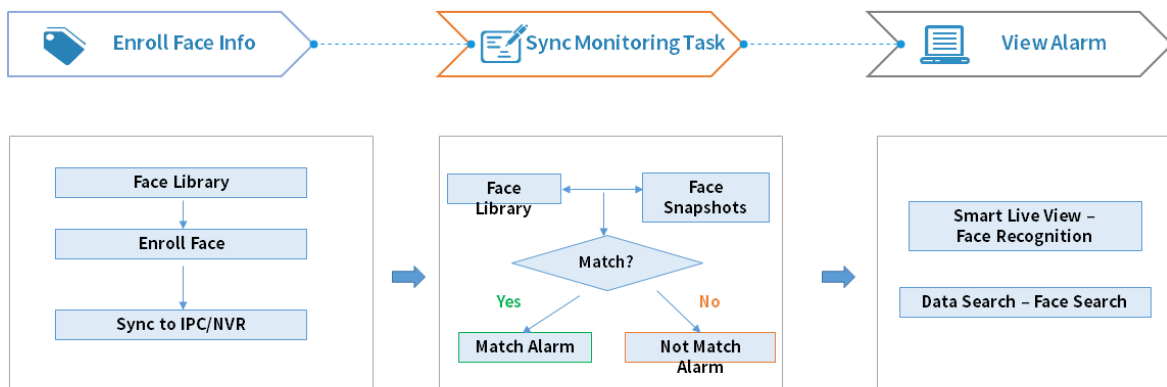 Enroll Face Info
Sync Monitoring Task
View Alarm
Face Library
Enroll Face
Sync to IPC/NVR
Face
Library
Face
Snapshots
Match?
Yes
No
Match Alarm
Not Match
Alarm
Smart Live View –
Face Recognition
Data Search – Face Search